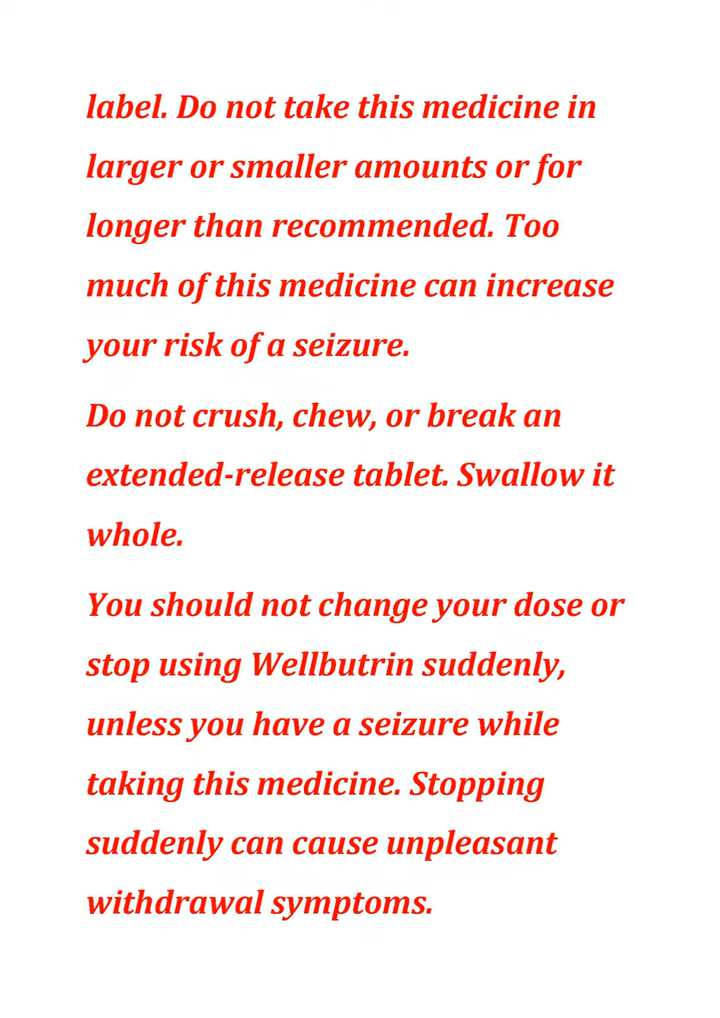 label. Do not take this medicine in
larger or smaller amounts or for
longer than recommended. Too
much of this medicine can increase
your risk of a seizure.
Do not crush, chew, or break an
extended-release tablet. Swallow it
whole.
You should not change your dose or
stop using Wellbutrin suddenly,
unless you have a seizure while
taking this medicine. Stopping
suddenly can cause unpleasant
withdrawal symptoms.